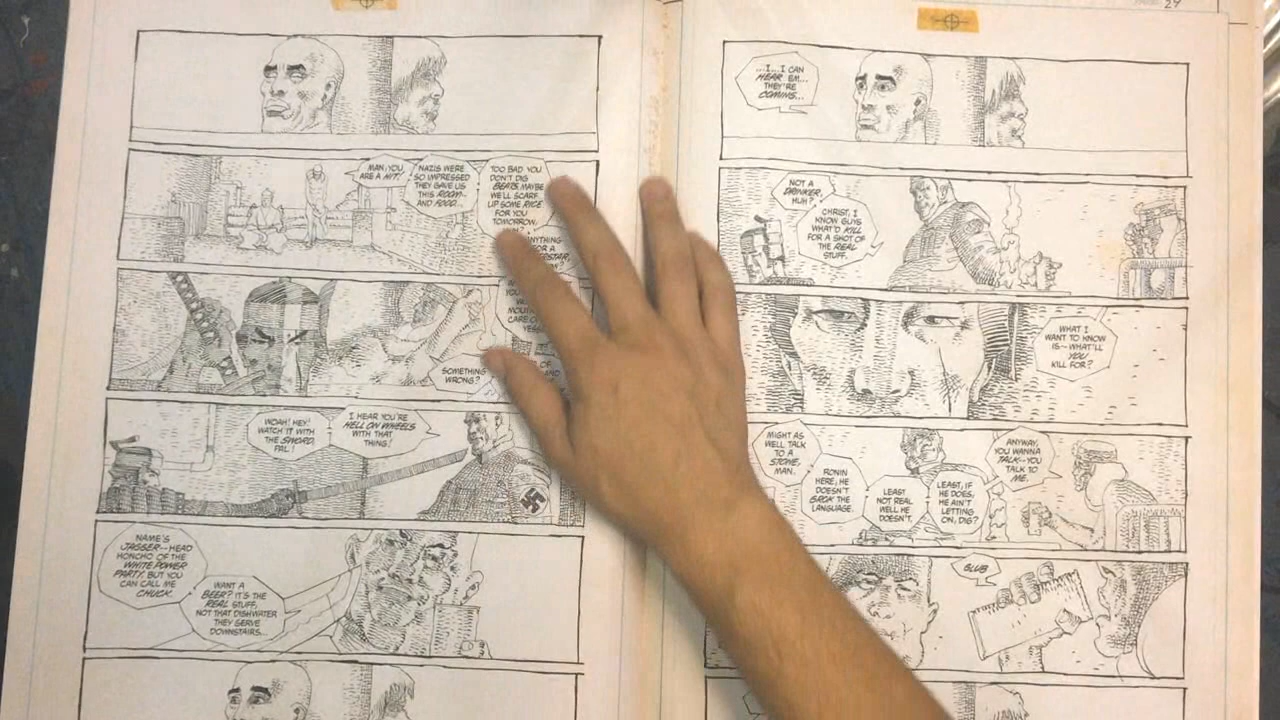 29
MAN, YOU
ARE A HIT!
NAZIS WERE
SO IMPRESSED
THEY GAVE US
THIS ROOM--
AND FOOD...
TOO BAD YOU
DON'T DIG
BEER. MAYBE
WE'LL SCARF
UP SOME RICE
FOR YOU
TOMORROW.
NYTHING
FOR A
SOMETHING
WRONG?
WOAH! HEY!
WATCH IT WITH
THE SWORD,
PAL!
I HEAR YOU'RE
HELL ON WHEELS
WITH THAT
THING!
NAME'S
JAGGER--HEAD
HONCHO OF THE
WHITE POWER
PARTY. BUT YOU
CAN CALL ME
CHUCK.
WANT A
BEER? IT'S THE
REAL STUFF,
NOT THAT DISHWATER
THEY SERVE
DOWNSTAIRS...
...I...I CAN
HEAR 'EM...
THEY'RE
COMING...
NOT A
DRINKER,
HUH?
CHRIST, I
KNOW GUYS
WHAT'D KILL
FOR A SHOT OF
THE REAL
STUFF.
WHAT I
WANT TO KNOW
IS--WHAT'LL
YOU
KILL FOR?
MIGHT AS
WELL TALK
TO A
STONE,
MAN.
RONIN
HERE, HE
DOESN'T
GROK THE
LANGUAGE.
LEAST
NOT REAL
WELL HE
DOESN'T.
LEAST, IF
HE DOES,
HE AIN'T
LETTING
ON, DIG?
ANYWAY,
YOU WANNA
TALK--YOU
TALK TO
ME.
GLUB